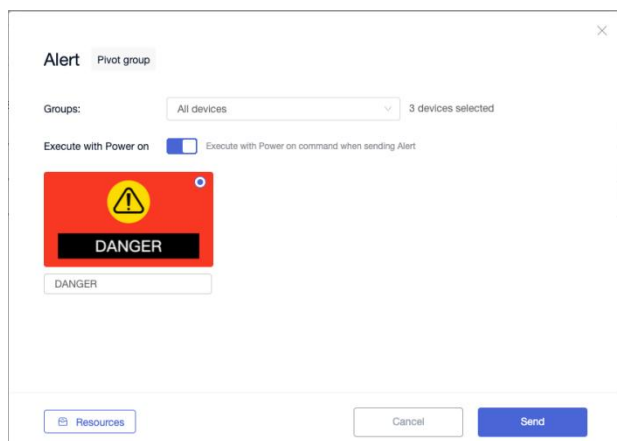 Alert Pivot group
Groups: All devices 3 devices selected
Execute with Power on Execute with Power on command when sending Alert
DANGER
DANGER
Resources Cancel Send